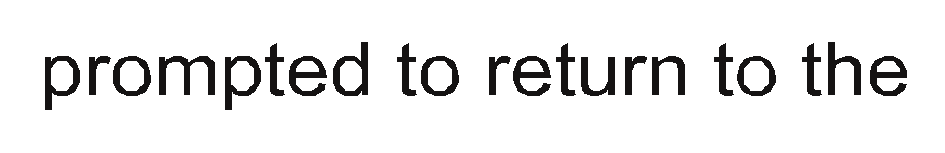 prompted to return to the